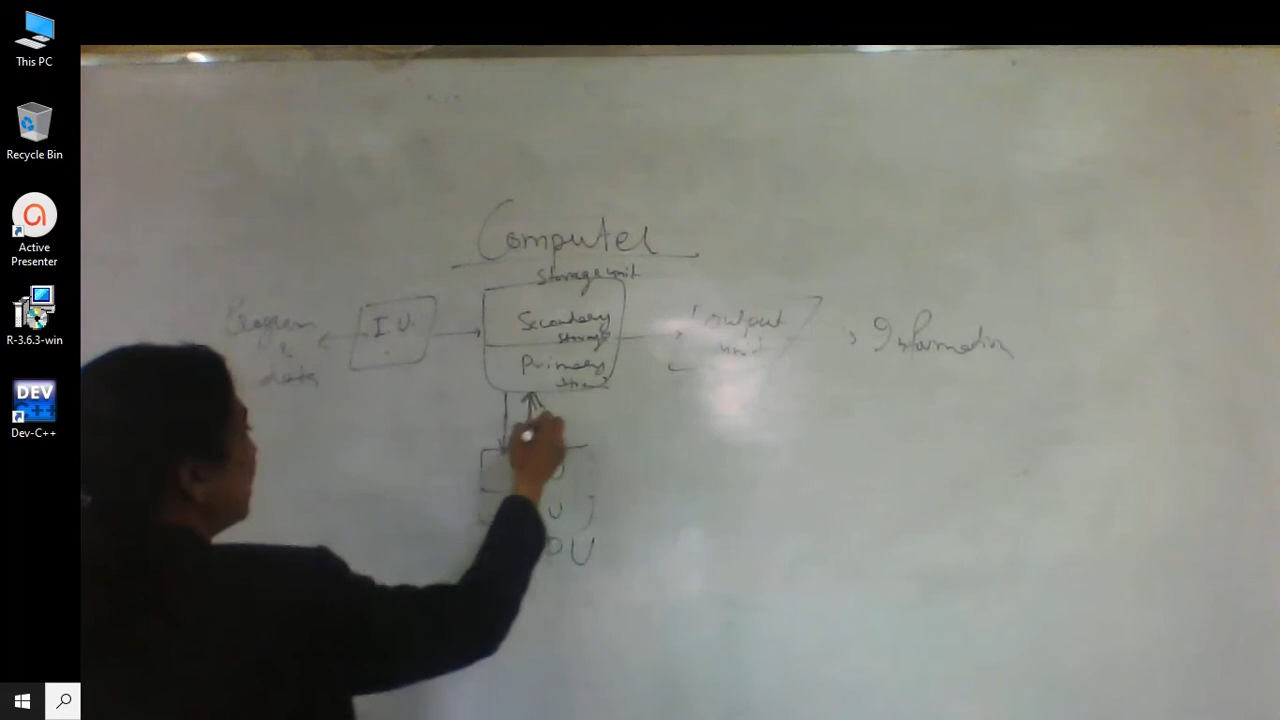 This PC
Recycle Bin
Active
Presenter
R-3.6.3-win
DEV
C++
Dev-C++
Computer
Storage unit
Program
&
data
I.U.
Secondary
storage
Primary
output
unit
Information
U
U
PU